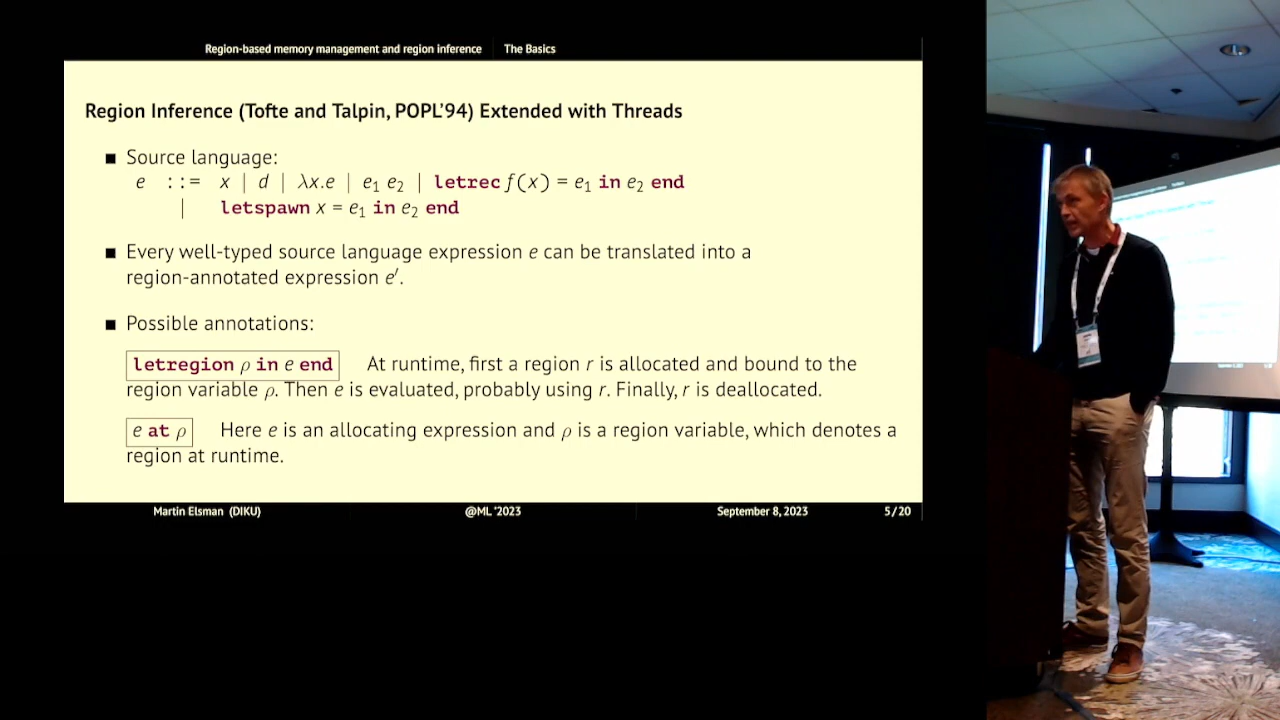 Region-based memory management and region inference The Basics
Region Inference (Tofte and Talpin, POPL'94) Extended with Threads
■ Source language:
e ::= x | d | λx.e | e₁ e₂ | letrec f(x) = e₁ in e₂ end
| letspawn x = e₁ in e₂ end
■ Every well-typed source language expression e can be translated into a
region-annotated expression e′.
■ Possible annotations:
letregion ρ in e end At runtime, first a region r is allocated and bound to the
region variable ρ. Then e is evaluated, probably using r. Finally, r is deallocated.
e at ρ Here e is an allocating expression and ρ is a region variable, which denotes a
region at runtime.
Martin Elsman (DIKU) @ML '2023 September 8, 2023 5/20